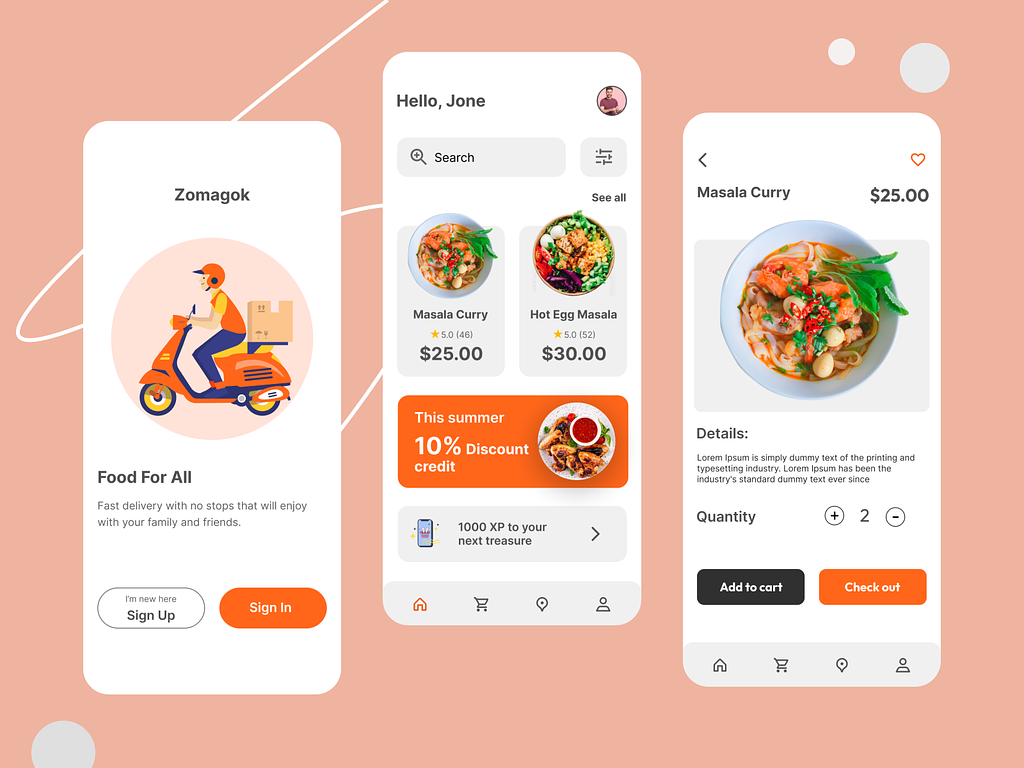 Zomagok
Food For All
Fast delivery with no stops that will enjoy
with your family and friends.
I'm new here
Sign Up
Sign In
Hello, Jone
Search
See all
Masala Curry
5.0 (46)
$25.00
Hot Egg Masala
5.0 (52)
$30.00
This summer
10% Discount
credit
1000 XP to your
next treasure
Masala Curry
$25.00
Details:
Lorem Ipsum is simply dummy text of the printing and
typesetting industry. Lorem Ipsum has been the
industry's standard dummy text ever since
Quantity
+ 2 -
Add to cart
Check out